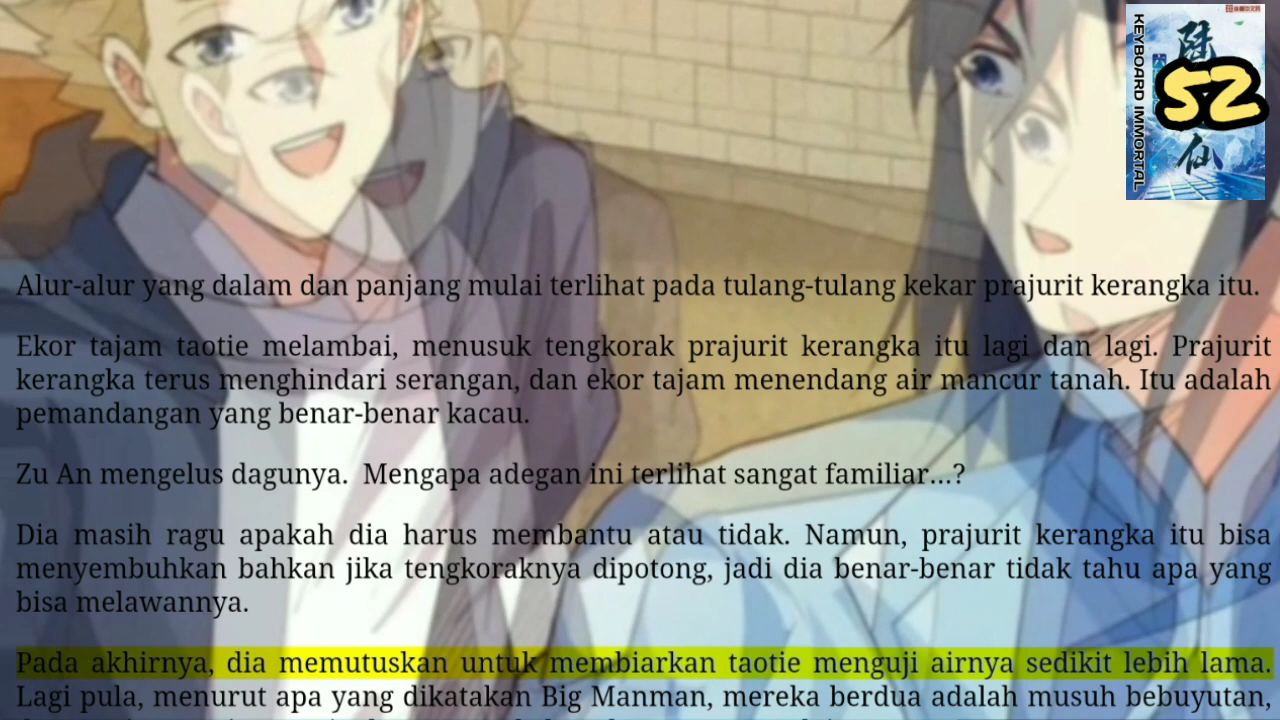 KEYBOARD IMMORTAL
陆
仙
52
Alur-alur yang dalam dan panjang mulai terlihat pada tulang-tulang kekar prajurit kerangka itu.
Ekor tajam taotie melambai, menusuk tengkorak prajurit kerangka itu lagi dan lagi. Prajurit
kerangka terus menghindari serangan, dan ekor tajam menendang air mancur tanah. Itu adalah
pemandangan yang benar-benar kacau.
Zu An mengelus dagunya.  Mengapa adegan ini terlihat sangat familiar...?
Dia masih ragu apakah dia harus membantu atau tidak. Namun, prajurit kerangka itu bisa
menyembuhkan bahkan jika tengkoraknya dipotong, jadi dia benar-benar tidak tahu apa yang
bisa melawannya.
Pada akhirnya, dia memutuskan untuk membiarkan taotie menguji airnya sedikit lebih lama.
Lagi pula, menurut apa yang dikatakan Big Manman, mereka berdua adalah musuh bebuyutan,